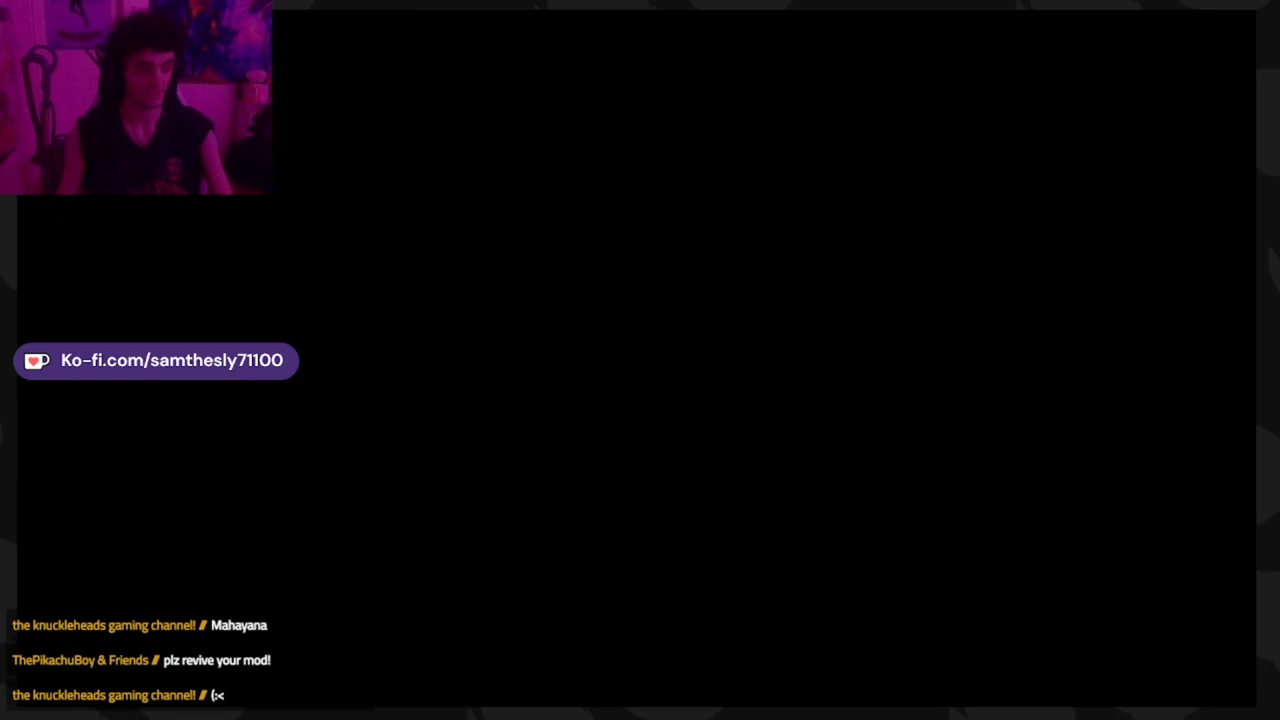 Ko-fi.com/samthesly71100
the knuckleheads gaming channel! // Mahayana
ThePikachuBoy & Friends // plz revive your mod!
the knuckleheads gaming channel! // (:<